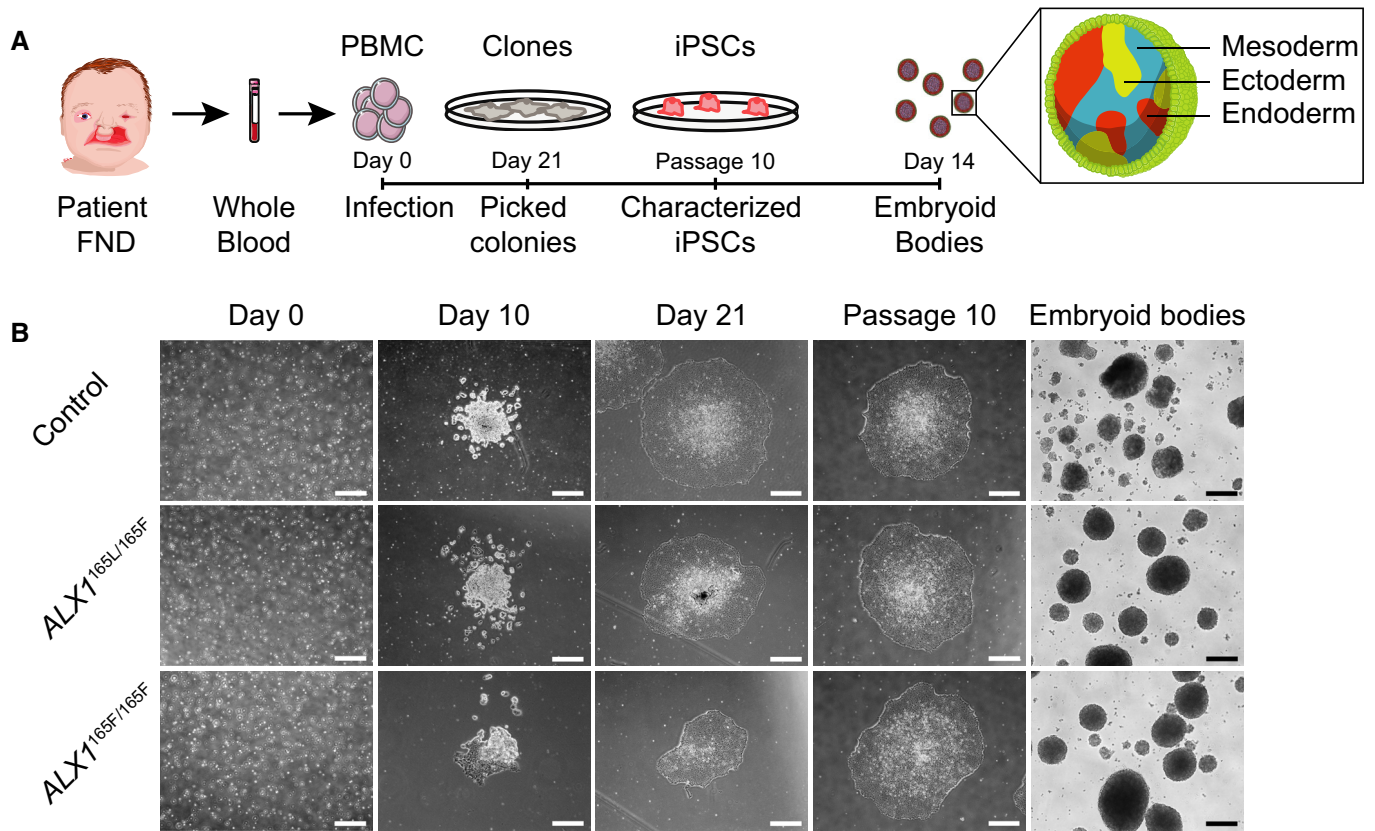 A
PBMC
Clones
iPSCs
Mesoderm
Ectoderm
Endoderm
Day 0
Day 21
Passage 10
Day 14
Patient
FND
Whole
Blood
Infection
Picked
colonies
Characterized
iPSCs
Embryoid
Bodies
B
Day 0
Day 10
Day 21
Passage 10
Embryoid bodies
Control
ALX1165L/165F
ALX1165F/165F